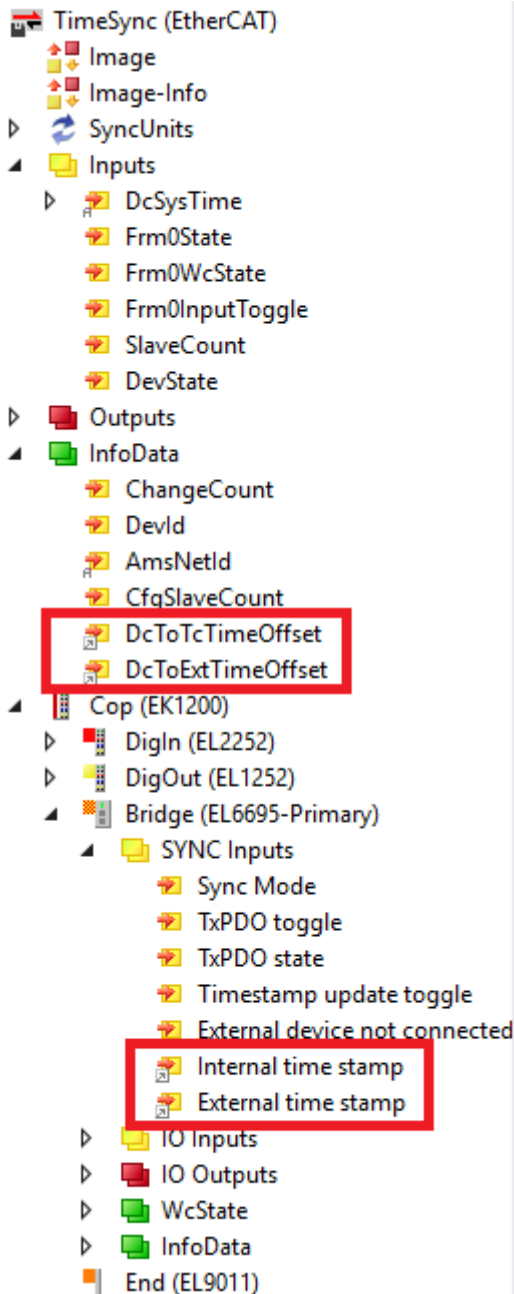 TimeSync (EtherCAT)
Image
Image-Info
SyncUnits
Inputs
DcSysTime
Frm0State
Frm0WcState
Frm0InputToggle
SlaveCount
DevState
Outputs
InfoData
ChangeCount
DevId
AmsNetId
CfgSlaveCount
DcToTcTimeOffset
DcToExtTimeOffset
Cop (EK1200)
DigIn (EL2252)
DigOut (EL1252)
Bridge (EL6695-Primary)
SYNC Inputs
Sync Mode
TxPDO toggle
TxPDO state
Timestamp update toggle
External device not connected
Internal time stamp
External time stamp
IO Inputs
IO Outputs
WcState
InfoData
End (EL9011)